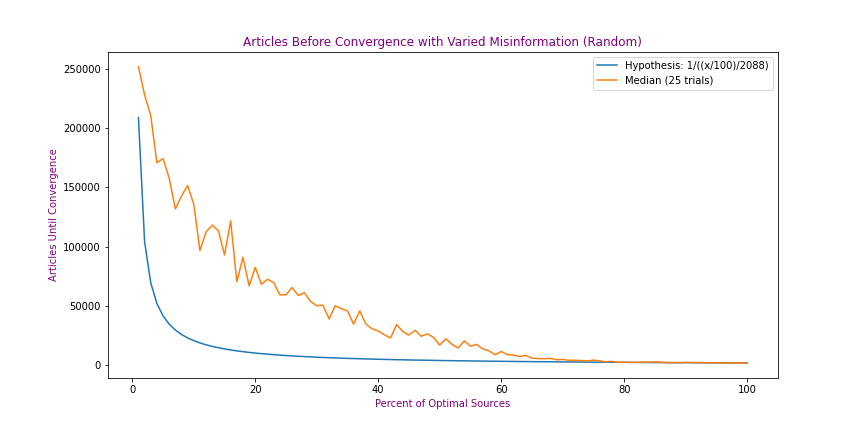 Articles Before Convergence with Varied Misinformation (Random)
Hypothesis: 1/((x/100)/2088)
Median (25 trials)
Articles Until Convergence
250000
200000
150000
100000
50000
0
0 20 40 60 80 100
Percent of Optimal Sources